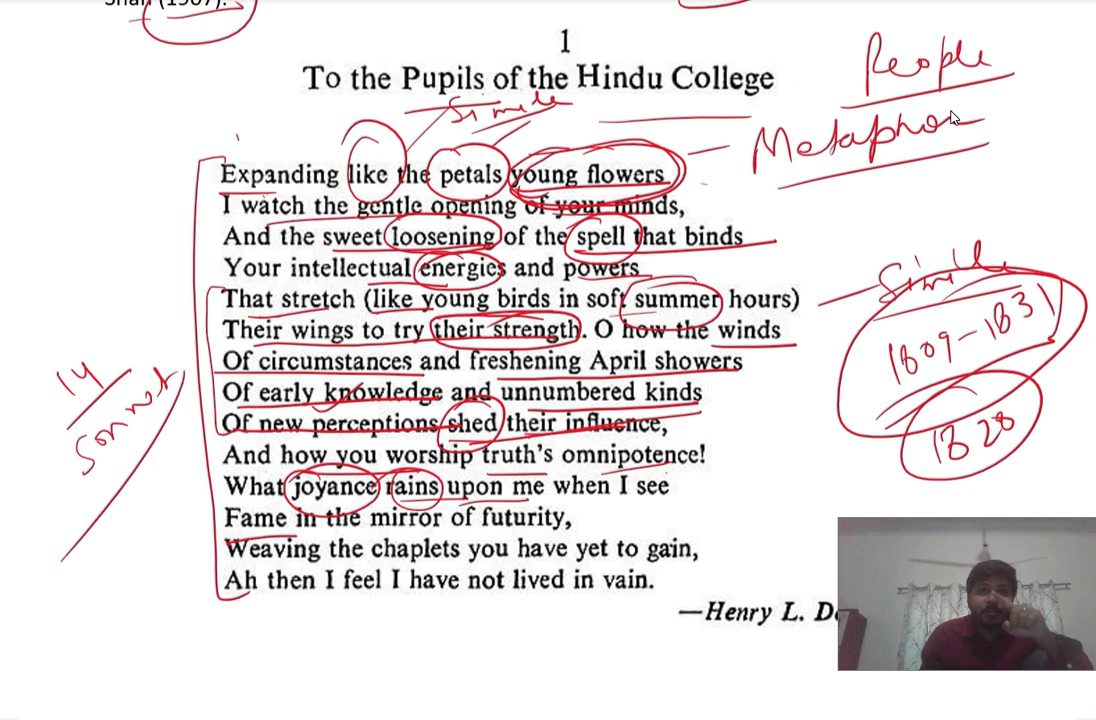 (1967).
1
To the Pupils of the Hindu College
People
Simile
Metaphor
Expanding like the petals young flowers
I watch the gentle opening of your minds,
And the sweet loosening of the spell that binds
Your intellectual energies and powers
That stretch (like young birds in soft summer hours)
Simile
Their wings to try their strength. O how the winds
1809-1831
Of circumstances and freshening April showers
14
Sonnet
Of early knowledge and unnumbered kinds
Of new perceptions shed their influence,
1828
And how you worship truth's omnipotence!
What joyance rains upon me when I see
Fame in the mirror of futurity,
Weaving the chaplets you have yet to gain,
Ah then I feel I have not lived in vain.
—Henry L.